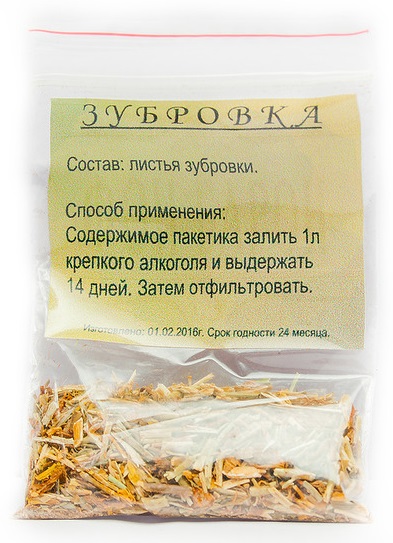 ЗУБРОВКА
Состав: листья зубровки.
Способ применения:
Содержимое пакетика залить 1л
крепкого алкоголя и выдержать
14 дней. Затем отфильтровать.
Изготовлено: 01.02.2016г. Срок годности 24 месяца.